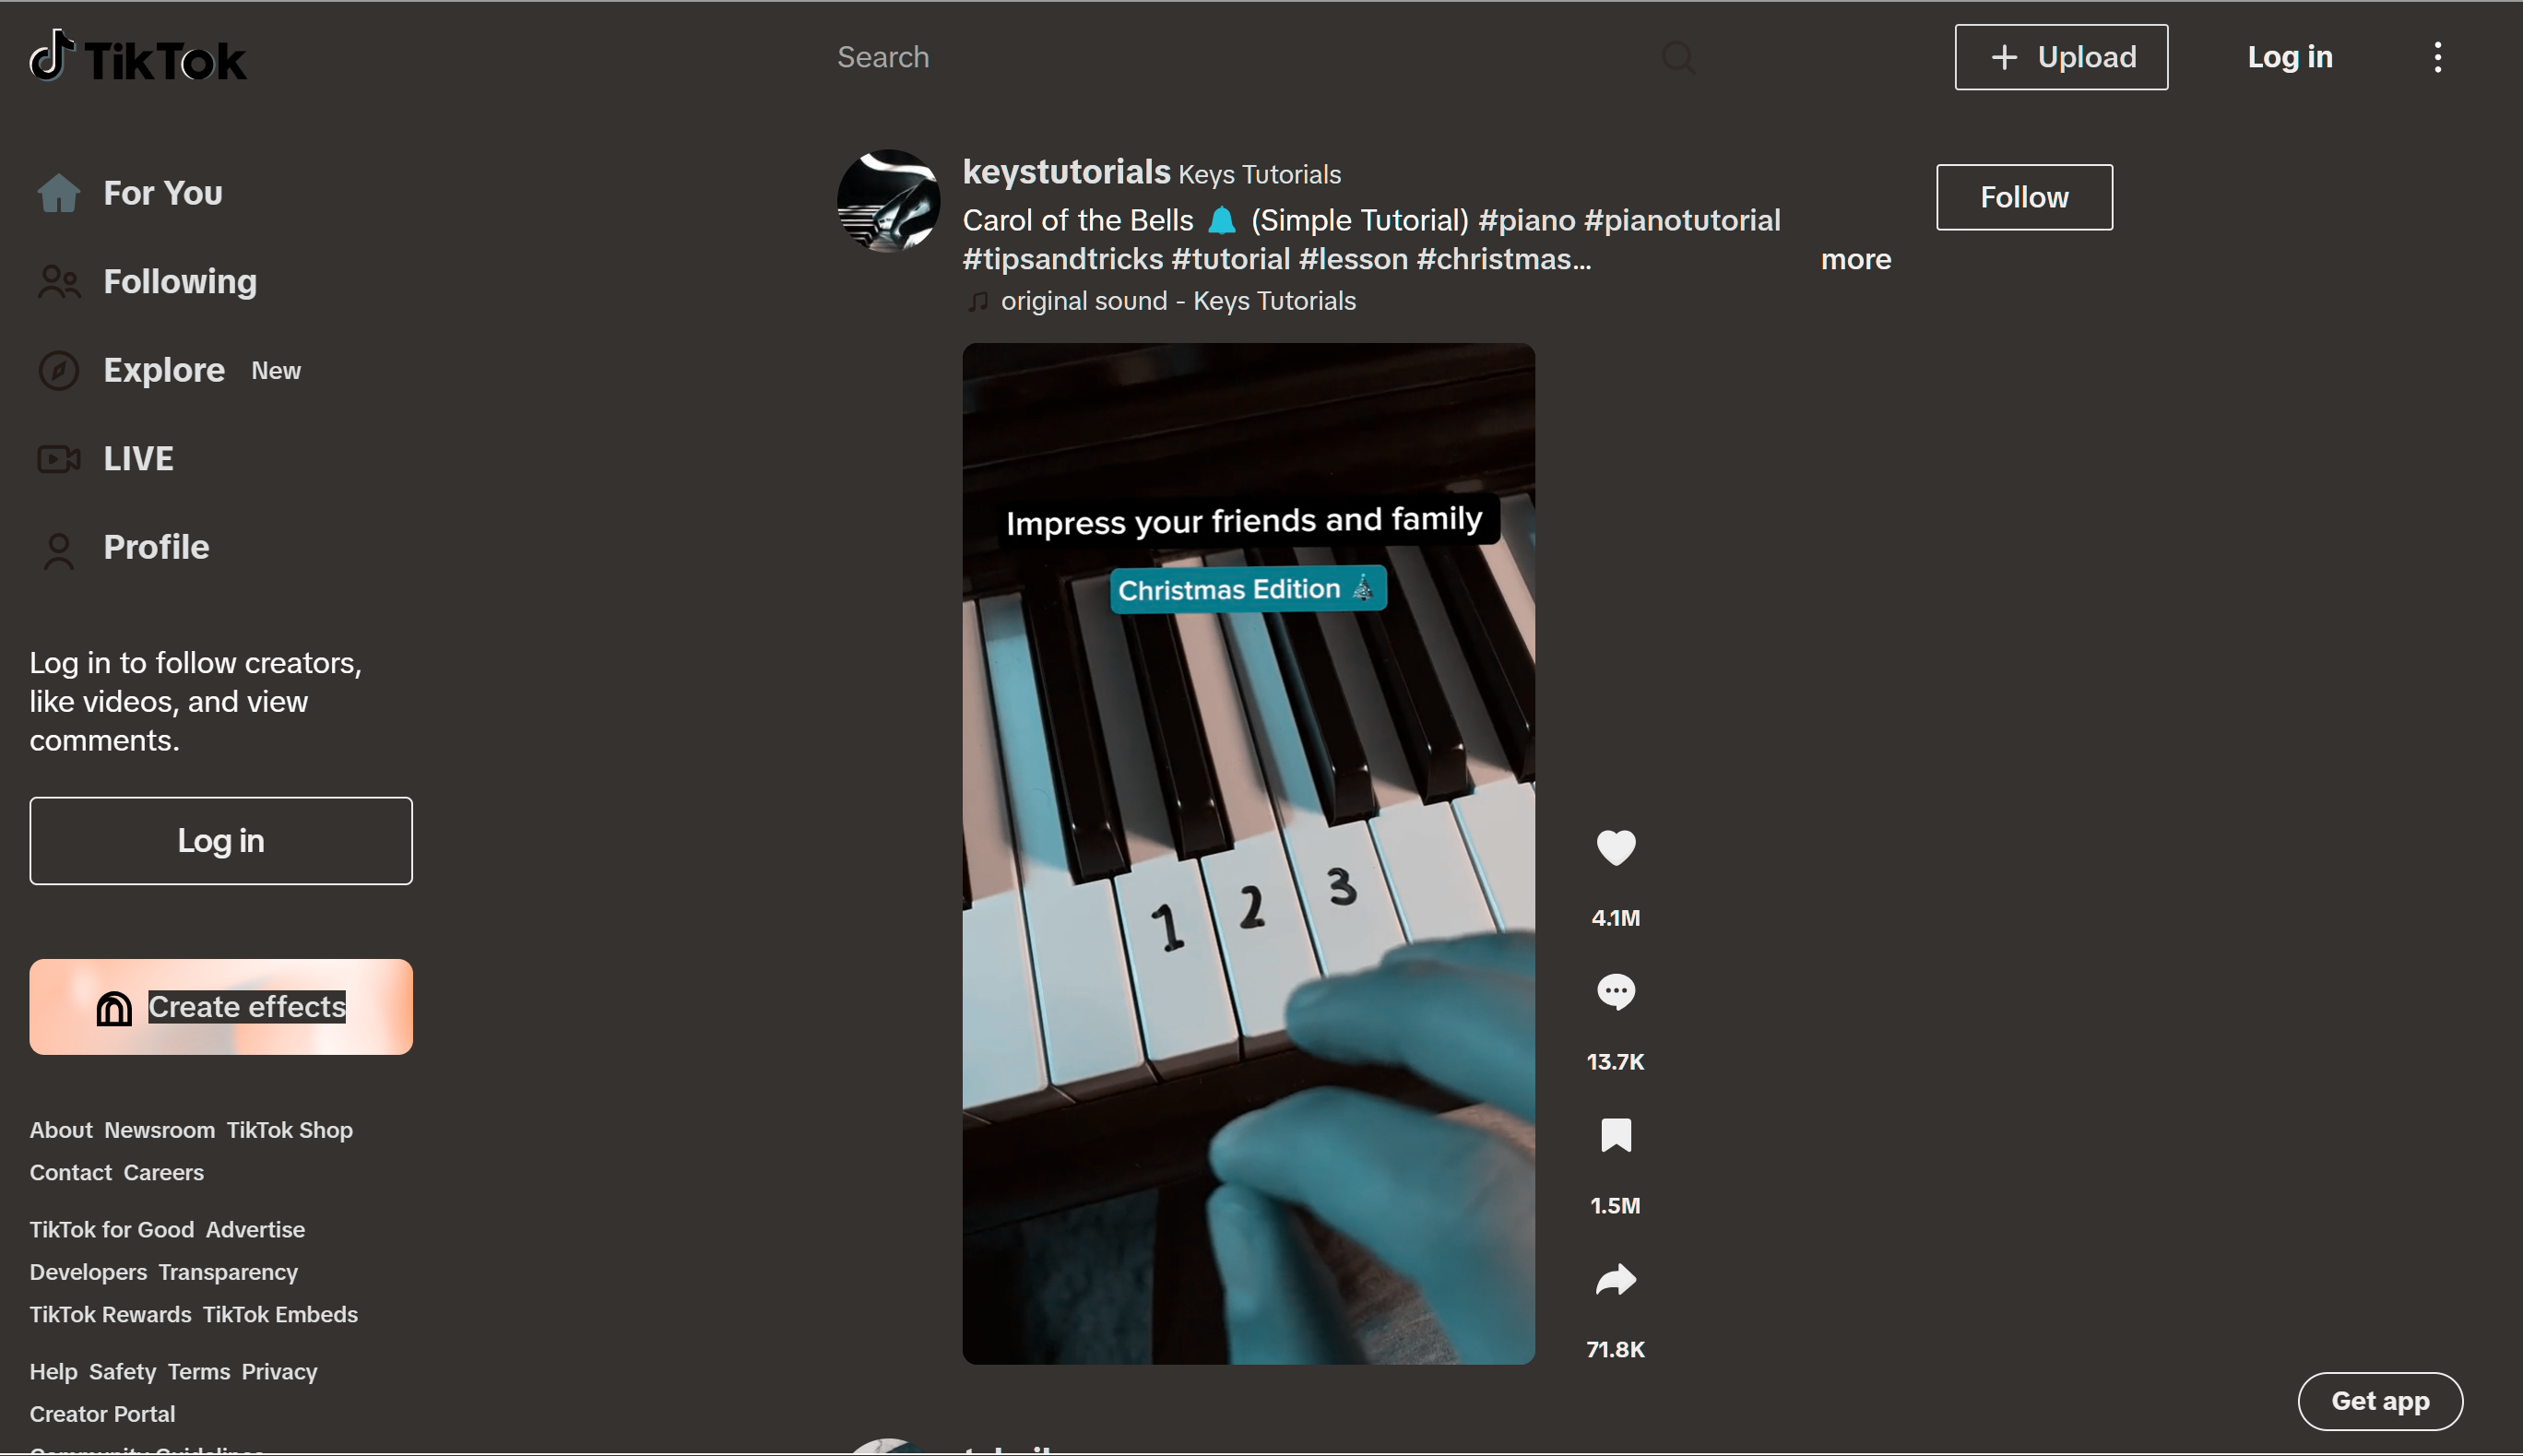 TikTok
Search
+ Upload
Log in
For You
Following
Explore New
LIVE
Profile
Log in to follow creators,
like videos, and view
comments.
Log in
Create effects
About Newsroom TikTok Shop
Contact Careers
TikTok for Good Advertise
Developers Transparency
TikTok Rewards TikTok Embeds
Help Safety Terms Privacy
Creator Portal
Community Guidelines
keystutorials Keys Tutorials
Follow
Carol of the Bells 🔔 (Simple Tutorial) #piano #pianotutorial
#tipsandtricks #tutorial #lesson #christmas...
more
original sound - Keys Tutorials
Impress your friends and family
Christmas Edition 🎄
1 2 3
4.1M
13.7K
1.5M
71.8K
Get app